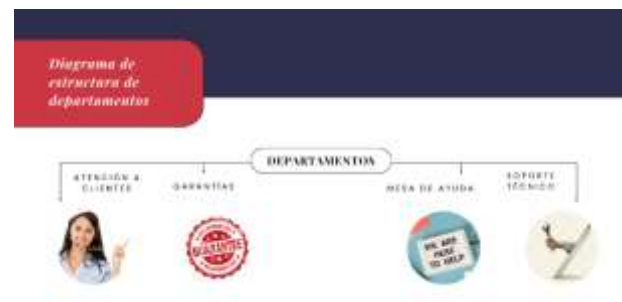 Diagrama de
estructura de
departamentos
DEPARTAMENTOS
ATENCIÓN A
CLIENTES
GARANTÍAS
MESA DE AYUDA
SOPORTE
TÉCNICO
GUARANTEE
WE ARE
HERE
TO HELP